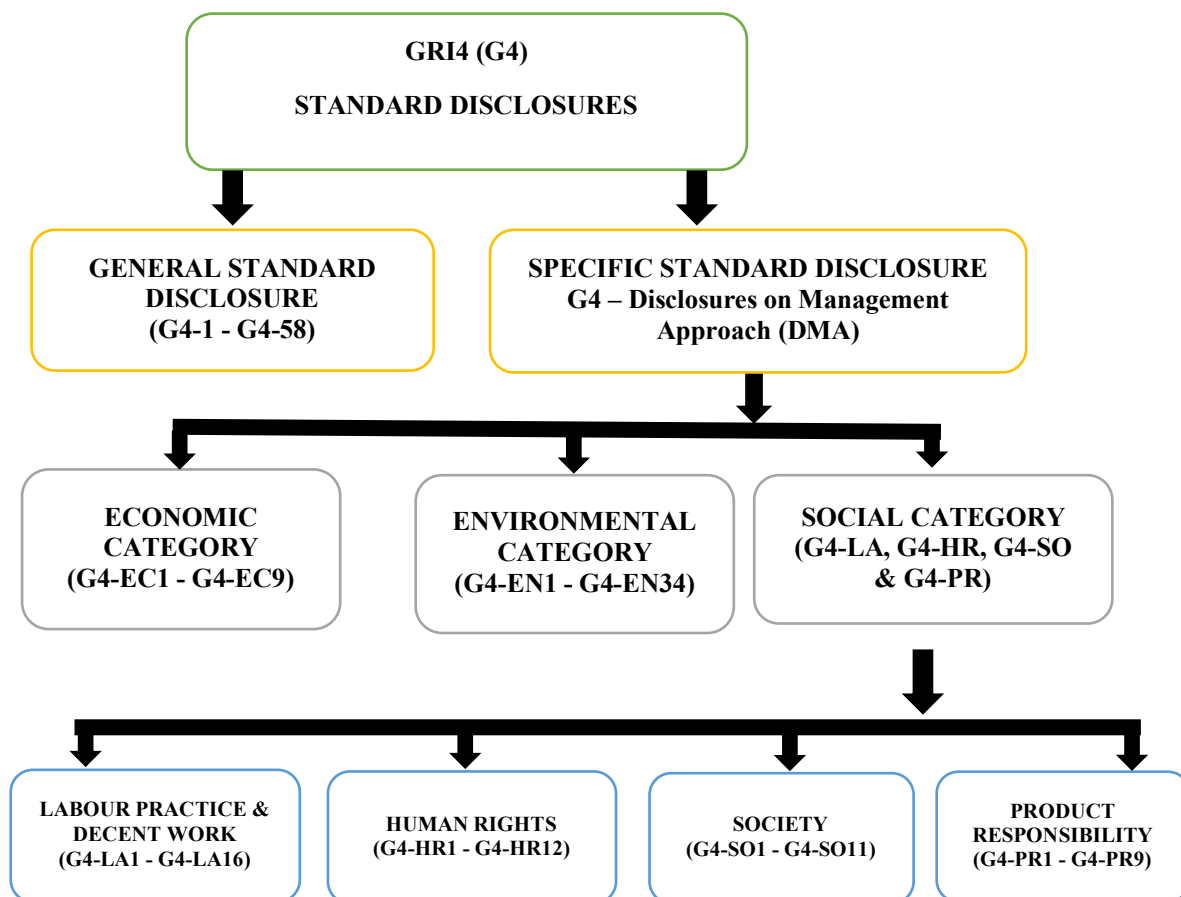 GRI4 (G4)
STANDARD DISCLOSURES
GENERAL STANDARD
DISCLOSURE
(G4-1 - G4-58)
SPECIFIC STANDARD DISCLOSURE
G4 – Disclosures on Management
Approach (DMA)
ECONOMIC
CATEGORY
(G4-EC1 - G4-EC9)
ENVIRONMENTAL
CATEGORY
(G4-EN1 - G4-EN34)
SOCIAL CATEGORY
(G4-LA, G4-HR, G4-SO
& G4-PR)
LABOUR PRACTICE &
DECENT WORK
(G4-LA1 - G4-LA16)
HUMAN RIGHTS
(G4-HR1 - G4-HR12)
SOCIETY
(G4-SO1 - G4-SO11)
PRODUCT
RESPONSIBILITY
(G4-PR1 - G4-PR9)